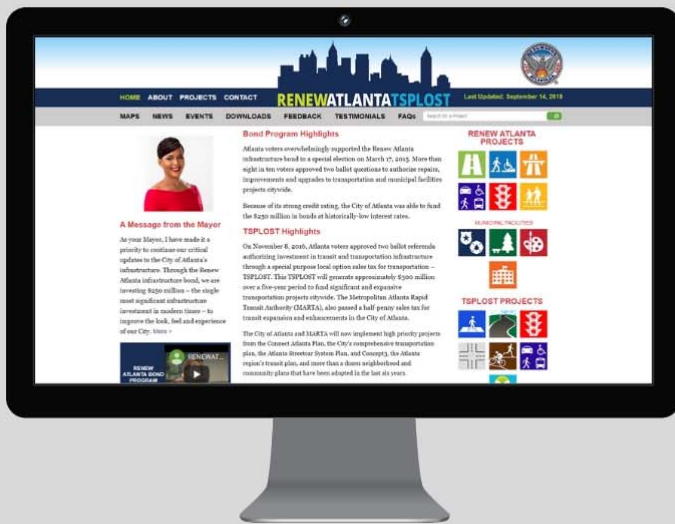 HOME ABOUT PROJECTS CONTACT
RENEWATLANTATSPLOST
Last Updated: September 14, 2018
MAPS NEWS EVENTS DOWNLOADS FEEDBACK TESTIMONIALS FAQs
Search for a Project
A Message from the Mayor
As your Mayor, I have made it a
priority to continue our critical
updates to the City of Atlanta's
infrastructure. Through the Renew
Atlanta infrastructure bond, we are
investing $250 million – the single
most significant infrastructure
investment in modern times – to
improve the look, feel and experience
of our City. More >
RENEW
ATLANTA BOND
PROGRAM
RENEWAT...
Bond Program Highlights
Atlanta voters overwhelmingly supported the Renew Atlanta
infrastructure bond in a special election on March 17, 2015. More than
eight in ten voters approved two ballot questions to authorize repairs,
improvements and upgrades to transportation and municipal facilities
projects citywide.
Because of its strong credit rating, the City of Atlanta was able to fund
the $250 million in bonds at historically-low interest rates.
TSPLOST Highlights
On November 8, 2016, Atlanta voters approved two ballot referenda
authorizing investment in transit and transportation infrastructure
through a special purpose local option sales tax for transportation –
TSPLOST. This TSPLOST will generate approximately $300 million
over a five-year period to fund significant and expansive
transportation projects citywide. The Metropolitan Atlanta Rapid
Transit Authority (MARTA), also passed a half-penny sales tax for
transit expansion and enhancements in the City of Atlanta.
The City of Atlanta and MARTA will now implement high priority projects
from the Connect Atlanta Plan, the City's comprehensive transportation
plan, the Atlanta Streetcar System Plan, and Concept3, the Atlanta
region's transit plan, and more than a dozen neighborhood and
community plans that have been adopted in the last six years.
RENEW ATLANTA
PROJECTS
MUNICIPAL FACILITIES
TSPLOST PROJECTS